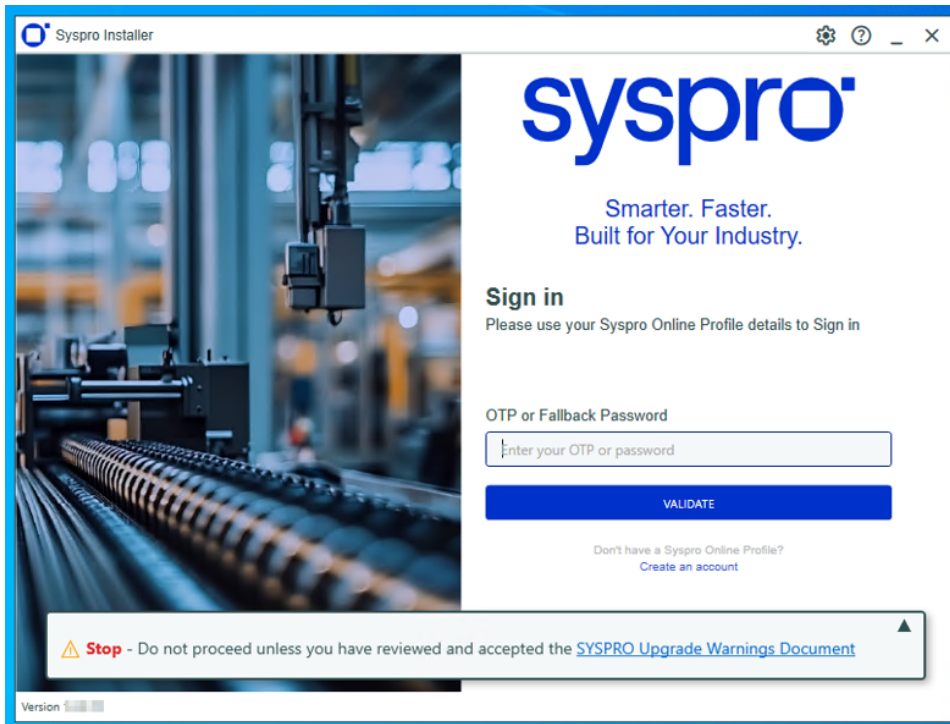 Syspro Installer
syspro
Smarter. Faster.
Built for Your Industry.
Sign in
Please use your Syspro Online Profile details to Sign in
OTP or Fallback Password
Enter your OTP or password
VALIDATE
Don't have a Syspro Online Profile?
Create an account
Stop - Do not proceed unless you have reviewed and accepted the SYSPRO Upgrade Warnings Document
Version